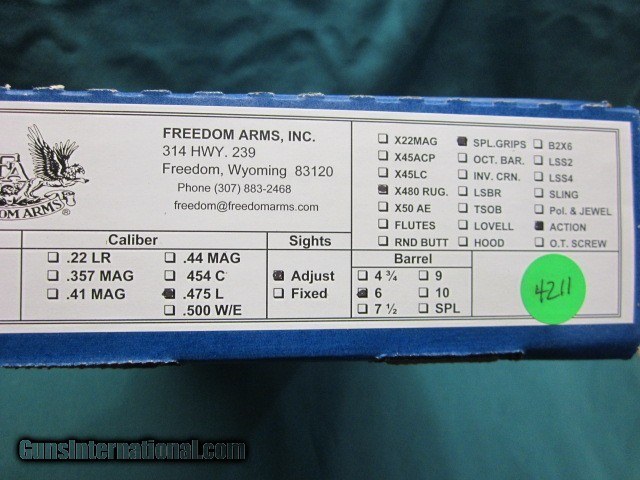 FA
DOM ARMS®
FREEDOM ARMS, INC.
314 HWY. 239
Freedom, Wyoming 83120
Phone (307) 883-2468
freedom@freedomarms.com
X22MAG
X45ACP
X45LC
X480 RUG.
X50 AE
FLUTES
RND BUTT
SPL.GRIPS
OCT. BAR.
INV. CRN.
LSBR
TSOB
LOVELL
HOOD
B2X6
LSS2
LSS4
SLING
Pol. & JEWEL
ACTION
O.T. SCREW
Caliber
.22 LR
.357 MAG
.41 MAG
.44 MAG
454 C
.475 L
.500 W/E
Sights
Adjust
Fixed
Barrel
4 ¾
6
7 ½
9
10
SPL
4211
GunsInternational.com